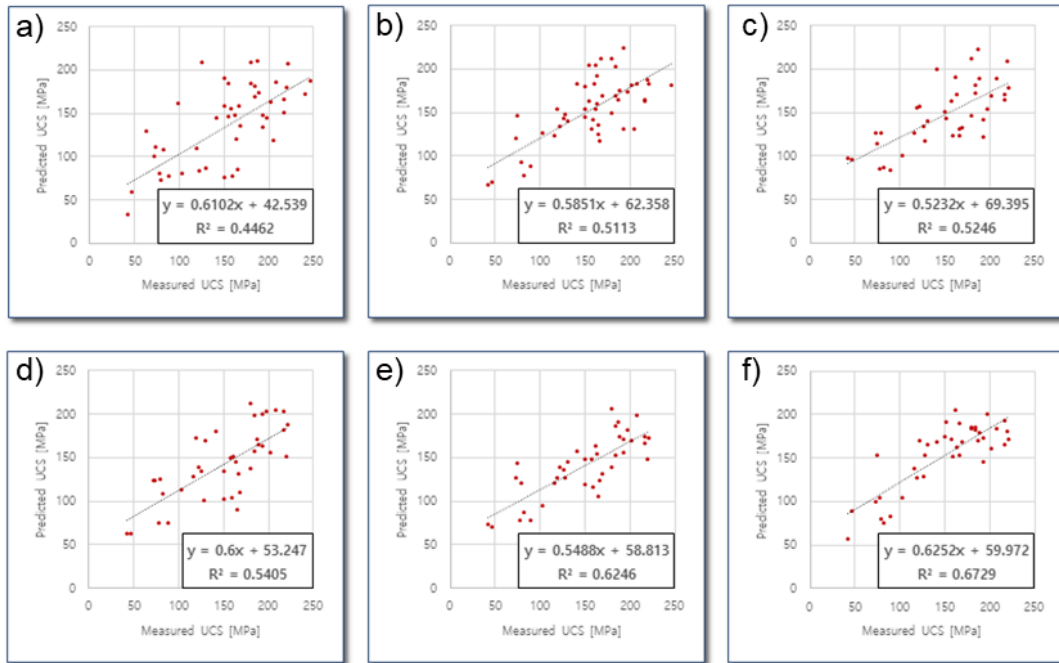 a)
250
200
150
100
50
0
Predicted UCS [MPa]
y = 0.6102x + 42.539
R² = 0.4462
0 50 100 150 200 250
Measured UCS [MPa]
b)
250
200
150
100
50
0
Predicted UCS [MPa]
y = 0.5851x + 62.358
R² = 0.5113
0 50 100 150 200 250
Measured UCS [MPa]
c)
250
200
150
100
50
0
Predicted UCS [MPa]
y = 0.5232x + 69.395
R² = 0.5246
0 50 100 150 200 250
Measured UCS [MPa]
d)
250
200
150
100
50
0
Predicted UCS [MPa]
y = 0.6x + 53.247
R² = 0.5405
0 50 100 150 200 250
Measured UCS [MPa]
e)
250
200
150
100
50
0
Predicted UCS [MPa]
y = 0.5488x + 58.813
R² = 0.6246
0 50 100 150 200 250
Measured UCS [MPa]
f)
250
200
150
100
50
0
Predicted UCS [MPa]
y = 0.6252x + 59.972
R² = 0.6729
0 50 100 150 200 250
Measured UCS [MPa]